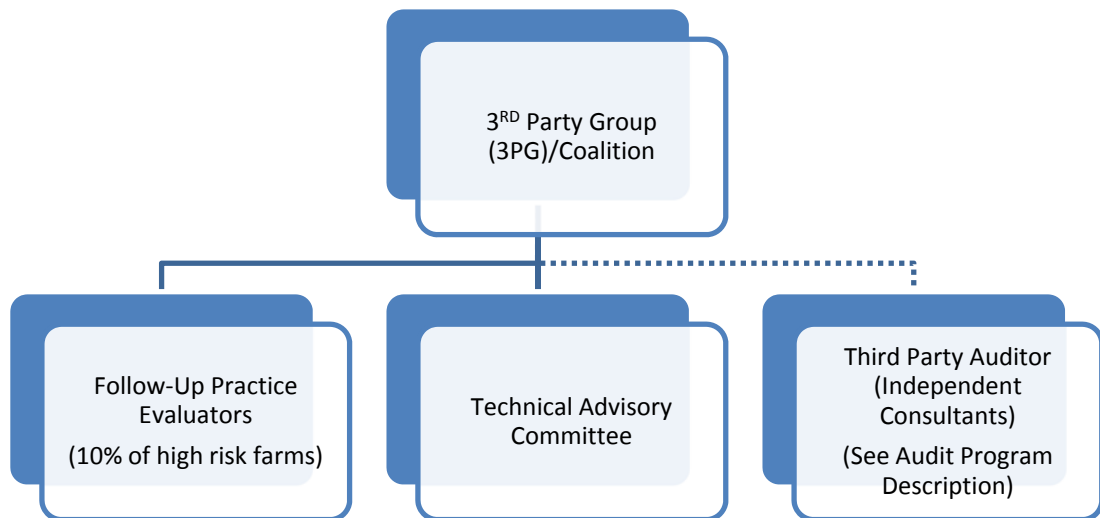 3RD Party Group
(3PG)/Coalition
Follow-Up Practice
Evaluators
(10% of high risk farms)
Technical Advisory
Committee
Third Party Auditor
(Independent
Consultants)
(See Audit Program
Description)